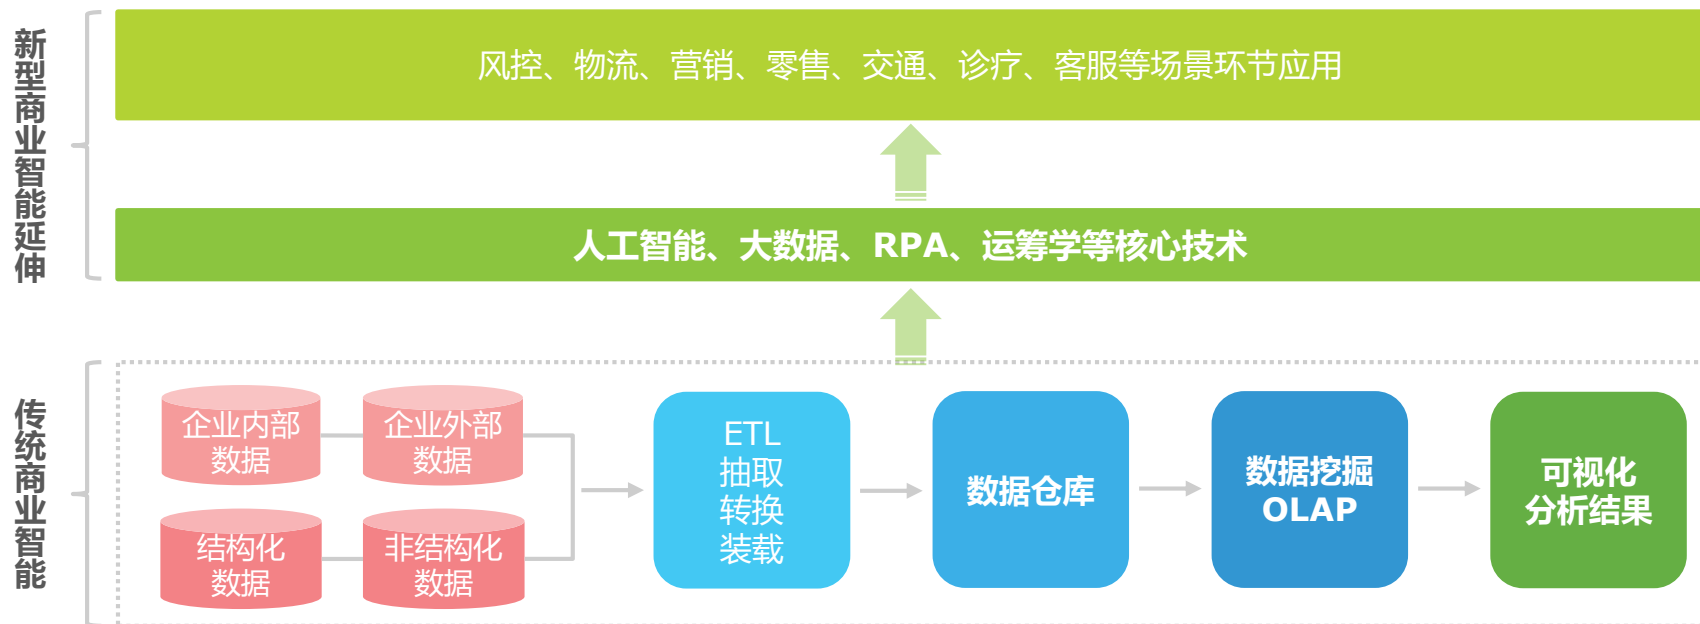 新型商业智能延伸
风控、物流、营销、零售、交通、诊疗、客服等场景环节应用
人工智能、大数据、RPA、运筹学等核心技术
传统商业智能
企业内部
数据
企业外部
数据
结构化
数据
非结构化
数据
ETL
抽取
转换
装载
数据仓库
数据挖掘
OLAP
可视化
分析结果